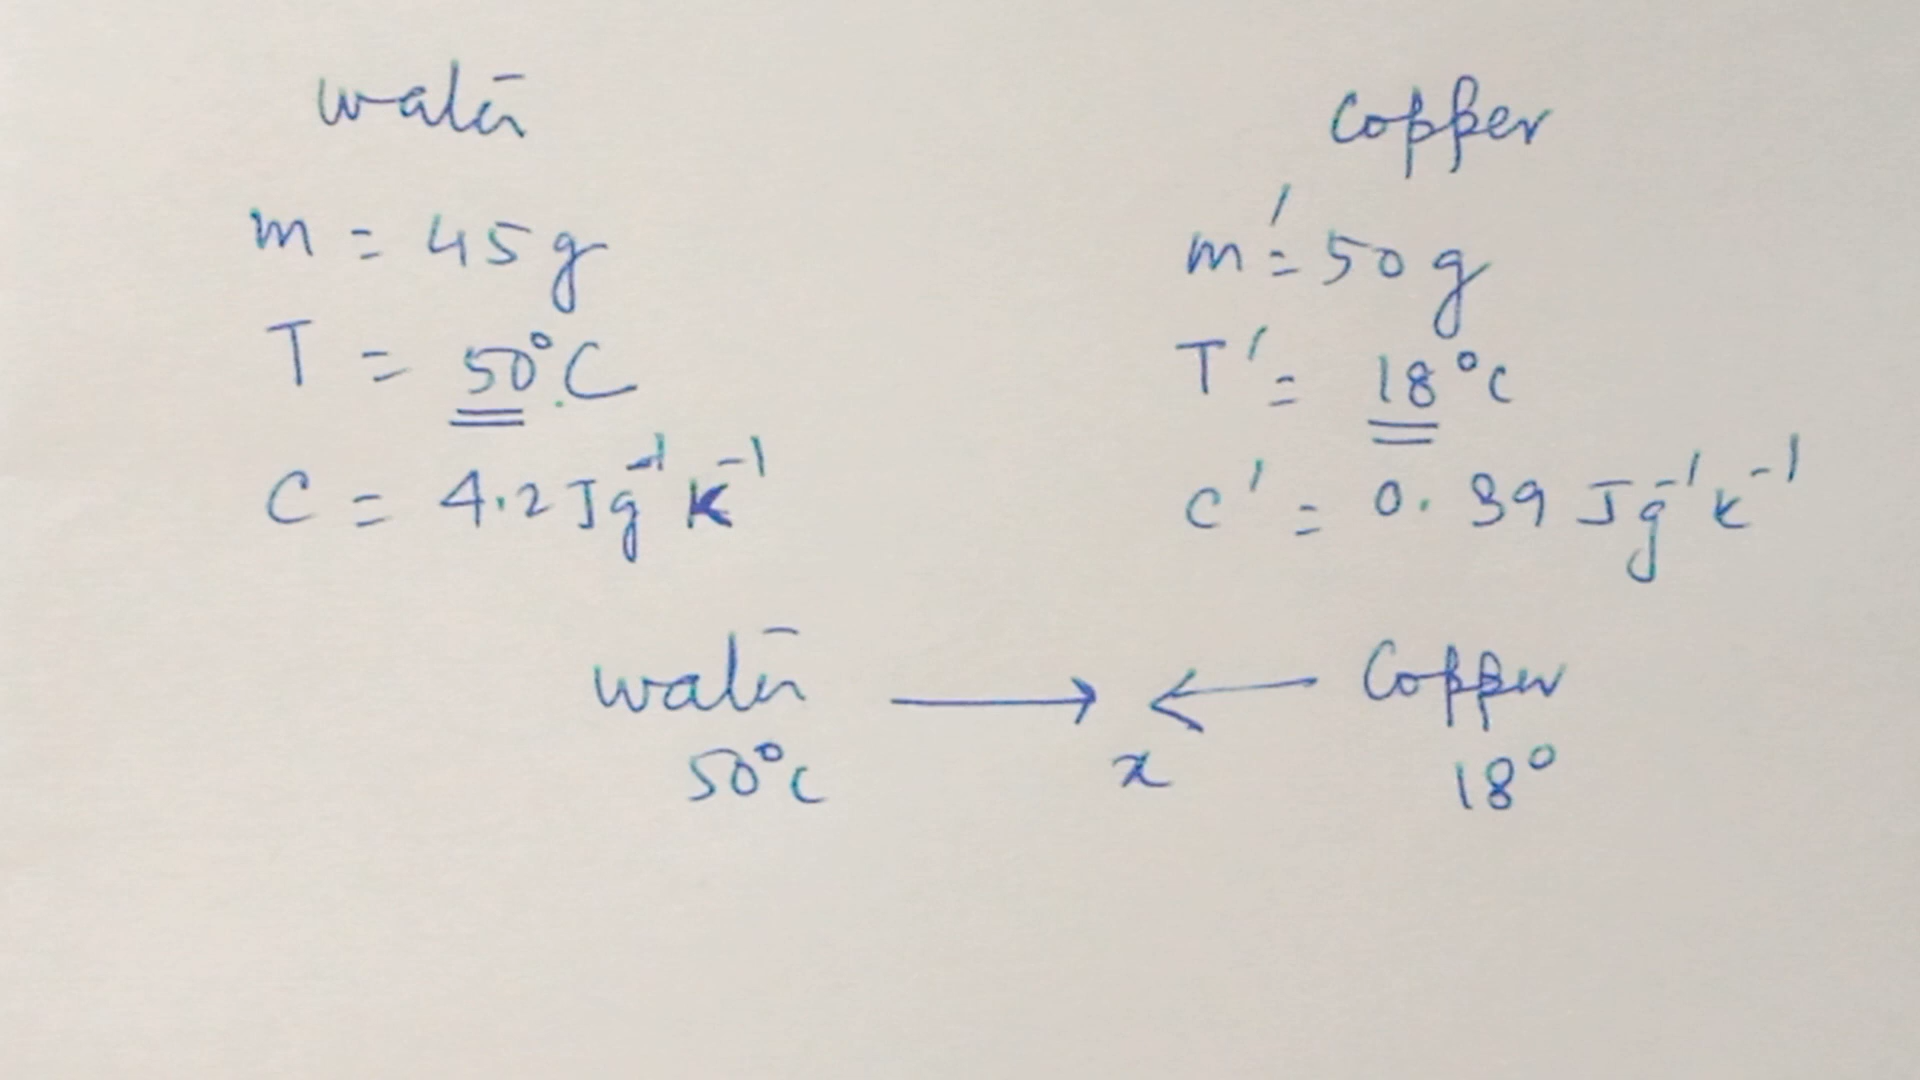 water
m = 45g
T = 50°C
C = 4.2 Jg⁻¹ K⁻¹
Copper
m' = 50g
T' = 18°C
c' = 0.39 Jg⁻¹K⁻¹
water → x ← Copper
50°C 18°